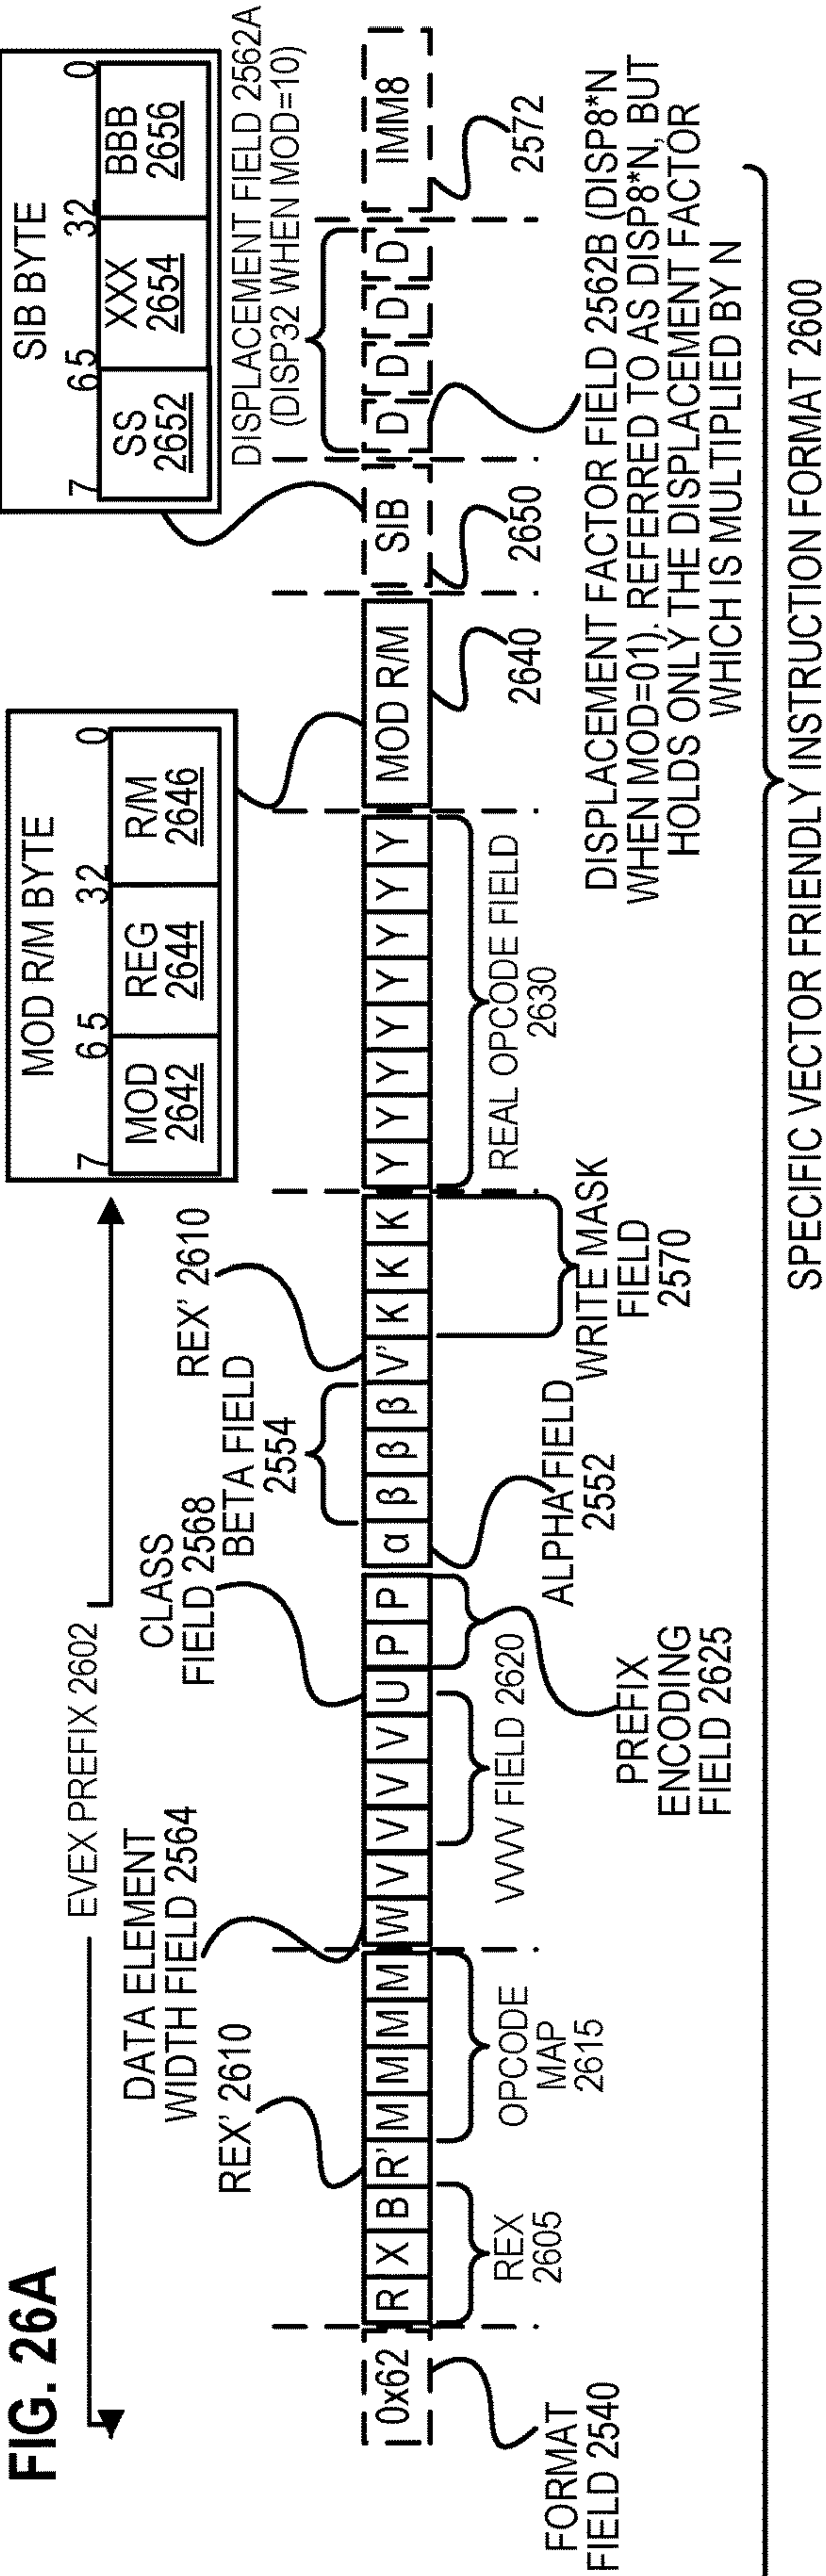 FIG. 26A
EVEX PREFIX 2602
DATA ELEMENT
WIDTH FIELD 2564
REX' 2610
CLASS
FIELD 2568
BETA FIELD
2554
REX' 2610
MOD R/M BYTE
7 6 5 3 2 0
MOD REG R/M
2642 2644 2646
SIB BYTE
7 6 5 3 2 0
SS XXX BBB
2652 2654 2656
DISPLACEMENT FIELD 2562A
(DISP32 WHEN MOD=10)
0x62 R X B R' M M M M W V V V V U P P α β β β V' K K K Y Y Y Y Y Y Y Y MOD R/M SIB D D D D IMM8
FORMAT
FIELD 2540
REX
2605
OPCODE
MAP
2615
VVVV FIELD 2620
PREFIX
ENCODING
FIELD 2625
ALPHA FIELD
2552
WRITE MASK
FIELD
2570
REAL OPCODE FIELD
2630
2640
2650
2572
DISPLACEMENT FACTOR FIELD 2562B (DISP8*N
WHEN MOD=01). REFERRED TO AS DISP8*N, BUT
HOLDS ONLY THE DISPLACEMENT FACTOR
WHICH IS MULTIPLIED BY N
SPECIFIC VECTOR FRIENDLY INSTRUCTION FORMAT 2600